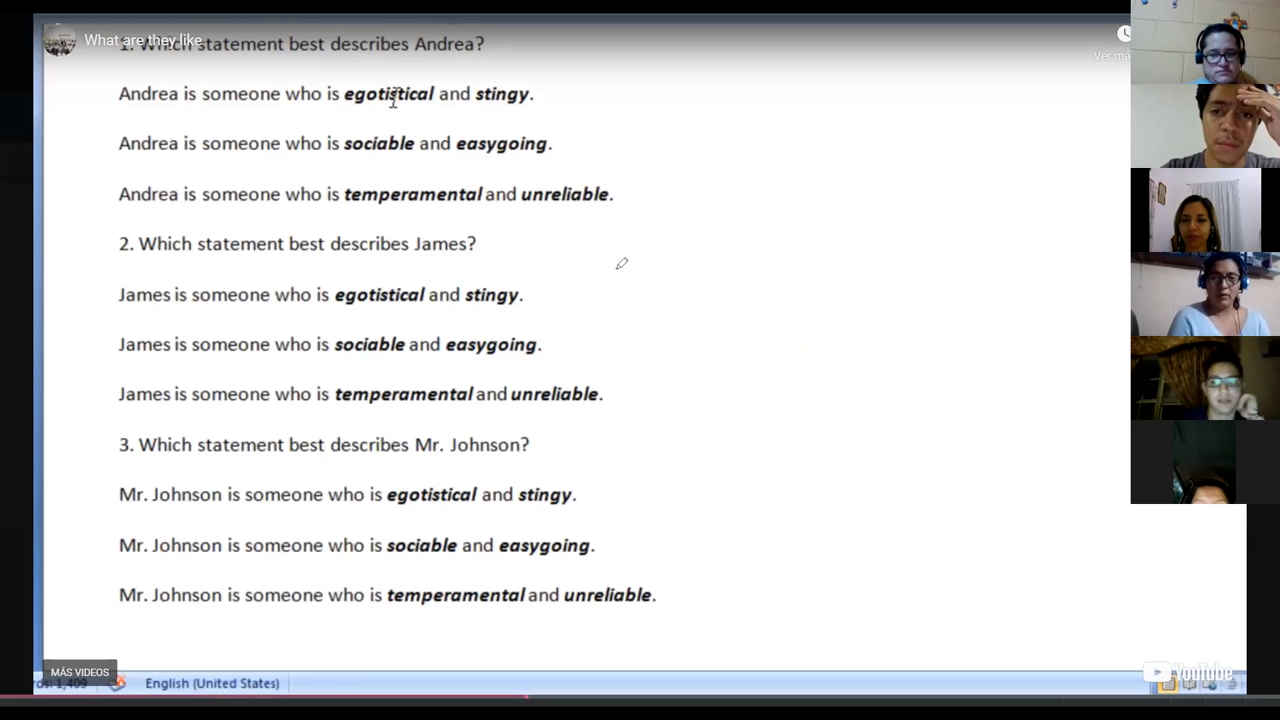 What are they like
1. Which statement best describes Andrea?
Ver má
Andrea is someone who is egotistical and stingy.
Andrea is someone who is sociable and easygoing.
Andrea is someone who is temperamental and unreliable.
2. Which statement best describes James?
James is someone who is egotistical and stingy.
James is someone who is sociable and easygoing.
James is someone who is temperamental and unreliable.
3. Which statement best describes Mr. Johnson?
Mr. Johnson is someone who is egotistical and stingy.
Mr. Johnson is someone who is sociable and easygoing.
Mr. Johnson is someone who is temperamental and unreliable.
MÁS VIDEOS
YouTube
ds: 1,409
English (United States)